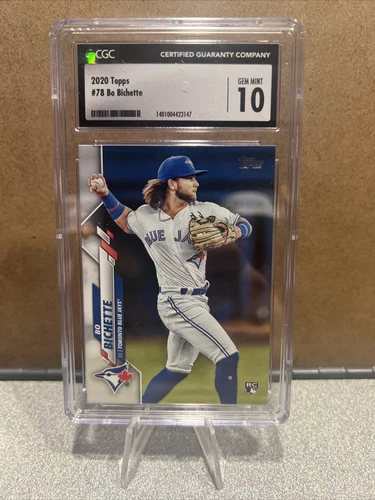 CGC
CERTIFIED GUARANTY COMPANY
2020 Topps
#78 Bo Bichette
GEM MINT
10
1401004423147
Topps
BLUE JAYS
BO
BICHETTE
TORONTO BLUE JAYS
RC